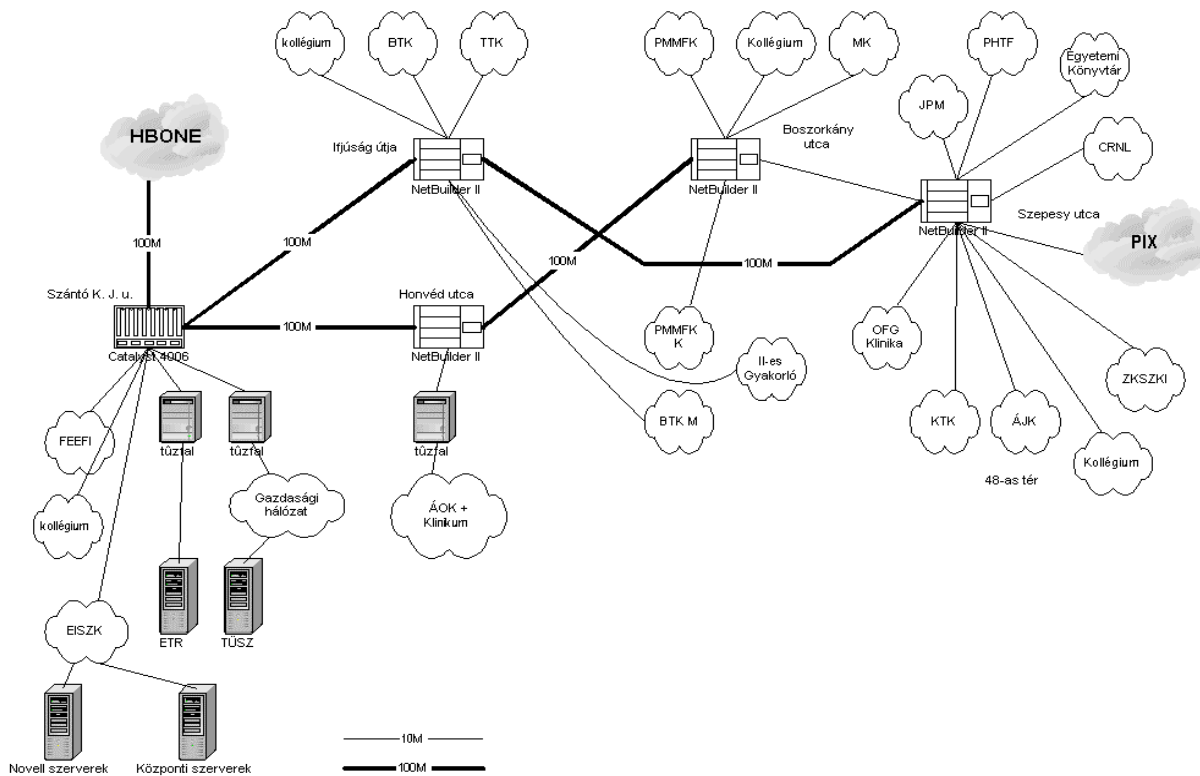 kollégium
BTK
TTK
PMMFK
Kollégium
MK
PHTF
Egyetemi
Könyvtár
JPM
CRNL
HBONE
Ifjúság útja
NetBuilder II
Boszorkány
utca
NetBuilder II
Szepesy utca
NetBuilder II
PIX
100M
100M
100M
100M
100M
Szántó K. J. u.
Catalyst 4006
Honvéd utca
NetBuilder II
PMMFK
K
II-es
Gyakorló
OFG
Klinika
ZKSZKI
BTK M
KTK
ÁJK
Kollégium
48-as tér
FEEFI
tûzfal
tûzfal
tûzfal
kollégium
Gazdasági
hálózat
ÁOK +
Klinikum
EISZK
ETR
TÜSZ
Novell szerverek
Központi szerverek
10M
100M